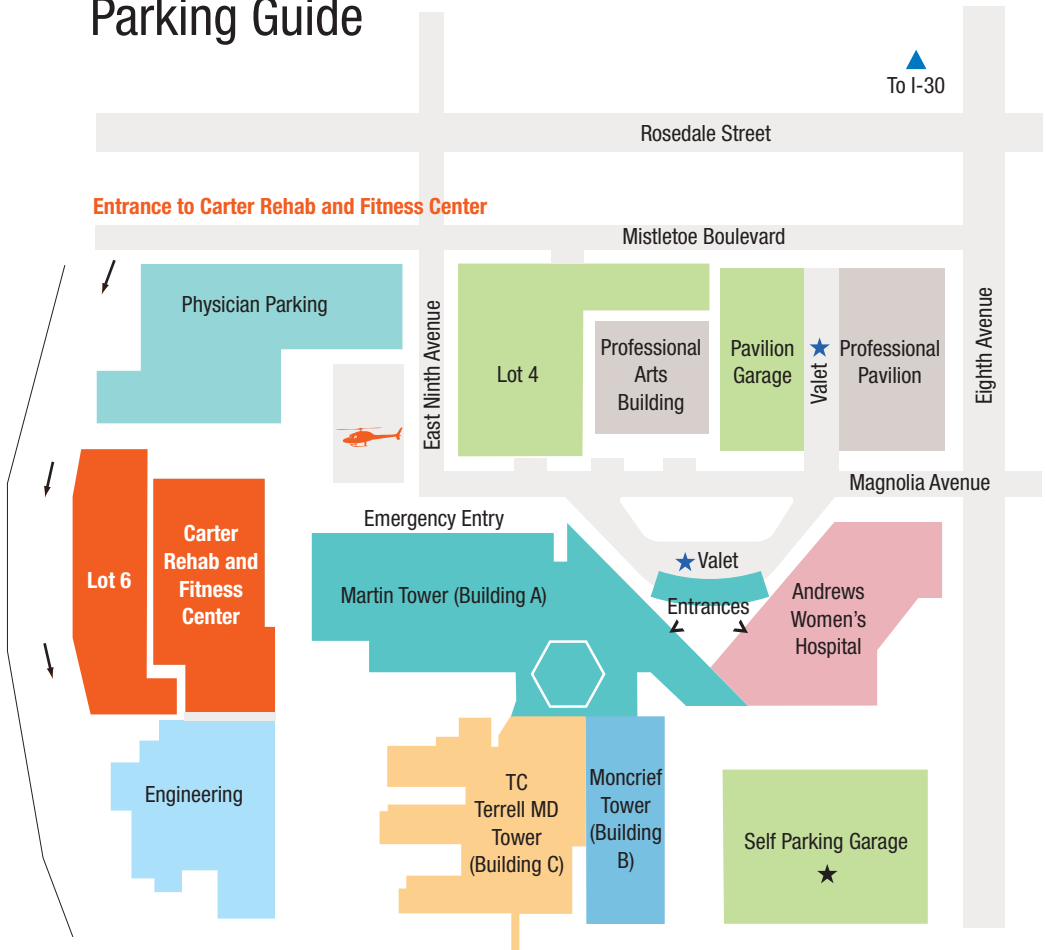 Parking Guide
To I-30
Rosedale Street
Entrance to Carter Rehab and Fitness Center
Mistletoe Boulevard
Physician Parking
East Ninth Avenue
Lot 4
Professional
Arts
Building
Pavilion
Garage
Valet
Professional
Pavilion
Eighth Avenue
Magnolia Avenue
Emergency Entry
Lot 6
Carter
Rehab and
Fitness
Center
Martin Tower (Building A)
Valet
Entrances
Andrews
Women's
Hospital
Engineering
TC
Terrell MD
Tower
(Building C)
Moncrief
Tower
(Building
B)
Self Parking Garage